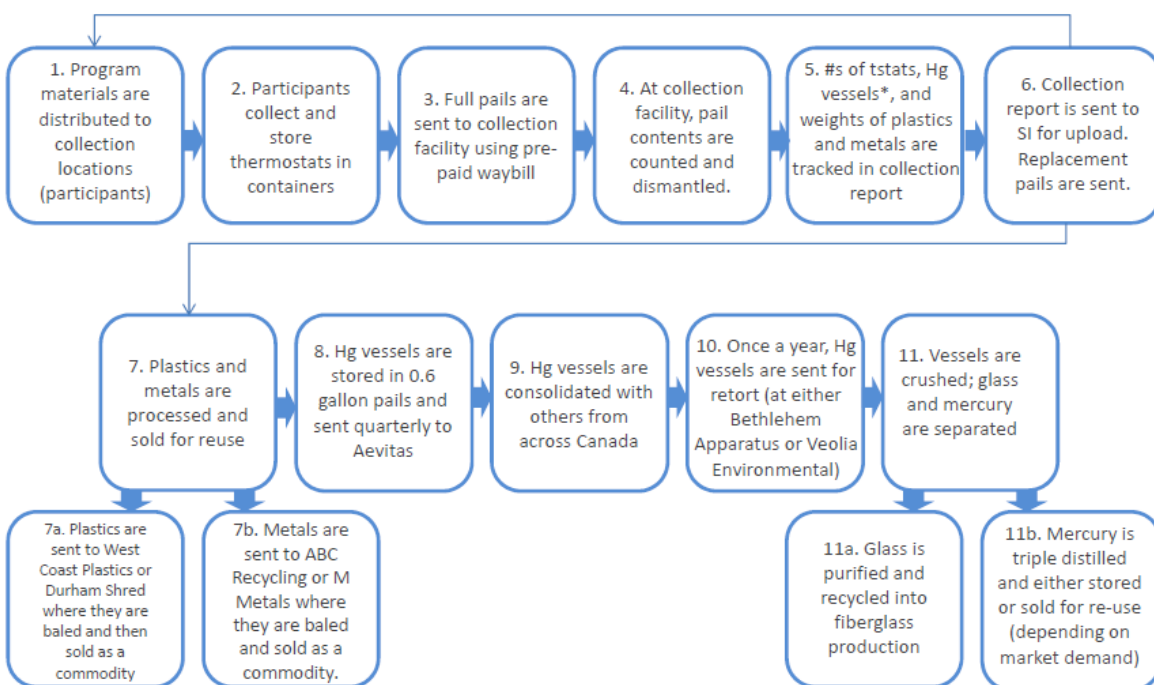 1. Program
materials are
distributed to
collection
locations
(participants)
2. Participants
collect and
store
thermostats in
containers
3. Full pails are
sent to collection
facility using pre-
paid waybill
4. At collection
facility, pail
contents are
counted and
dismantled.
5. #s of tstats, Hg
vessels*, and
weights of plastics
and metals are
tracked in collection
report
6. Collection
report is sent to
SI for upload.
Replacement
pails are sent.
7. Plastics and
metals are
processed and
sold for reuse
8. Hg vessels are
stored in 0.6
gallon pails and
sent quarterly to
Aevitas
9. Hg vessels are
consolidated with
others from
across Canada
10. Once a year, Hg
vessels are sent for
retort (at either
Bethlehem
Apparatus or Veolia
Environmental)
11. Vessels are
crushed; glass
and mercury
are separated
7a. Plastics are
sent to West
Coast Plastics or
Durham Shred
where they are
baled and then
sold as a
commodity
7b. Metals are
sent to ABC
Recycling or M
Metals where
they are baled
and sold as a
commodity.
11a. Glass is
purified and
recycled into
fiberglass
production
11b. Mercury is
triple distilled
and either stored
or sold for re-use
(depending on
market demand)